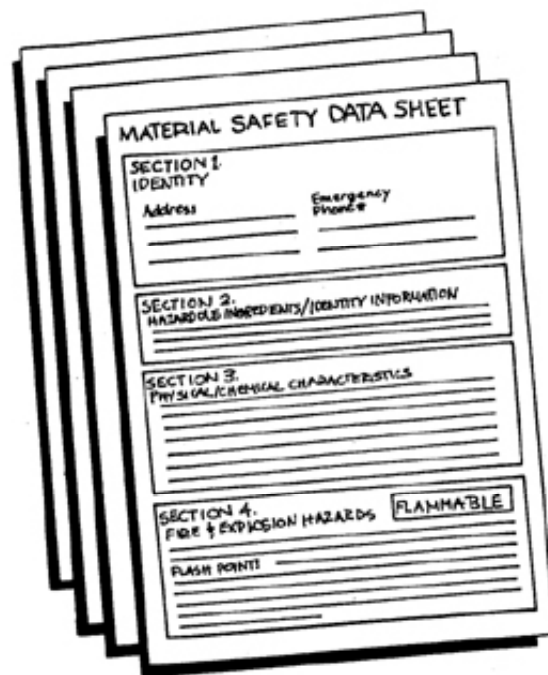 MATERIAL SAFETY DATA SHEET
SECTION 1.
IDENTITY
Address
Emergency
Phone #
SECTION 2.
HAZARDOUS INGREDIENTS/IDENTITY INFORMATION
SECTION 3.
PHYSICAL/CHEMICAL CHARACTERISTICS
SECTION 4.
FIRE & EXPLOSION HAZARDS
FLAMMABLE
FLASH POINTS